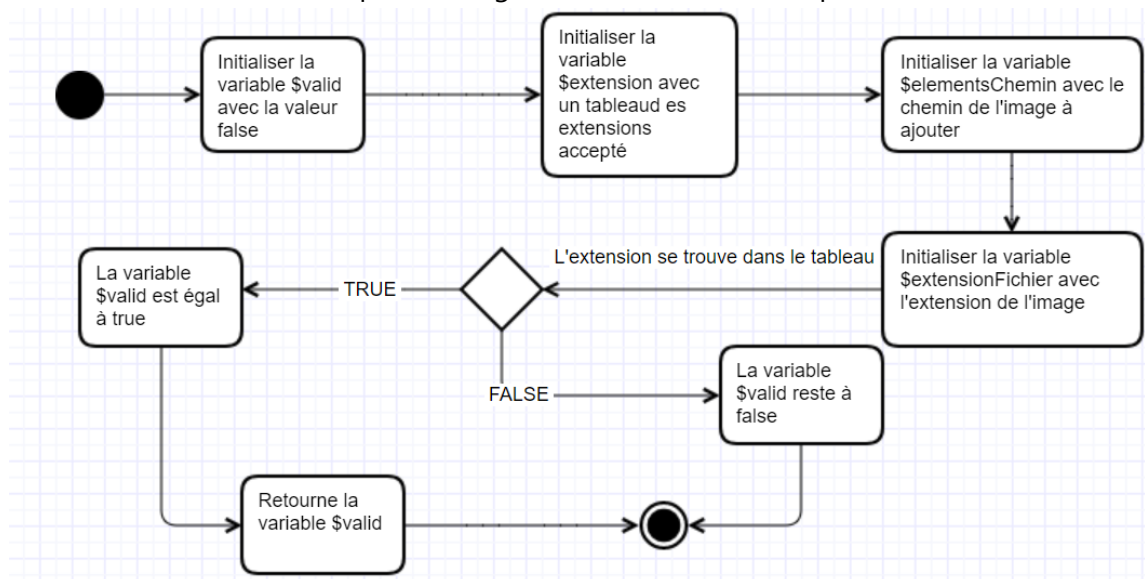 Initialiser la
variable $valid
avec la valeur
false
Initialiser la
variable
$extension avec
un tableaud es
extensions
accepté
Initialiser la variable
$elementsChemin avec le
chemin de l'image à
ajouter
La variable
$valid est égal
à true
TRUE
L'extension se trouve dans le tableau
Initialiser la variable
$extensionFichier avec
l'extension de l'image
FALSE
La variable
$valid reste à
false
Retourne la
variable $valid